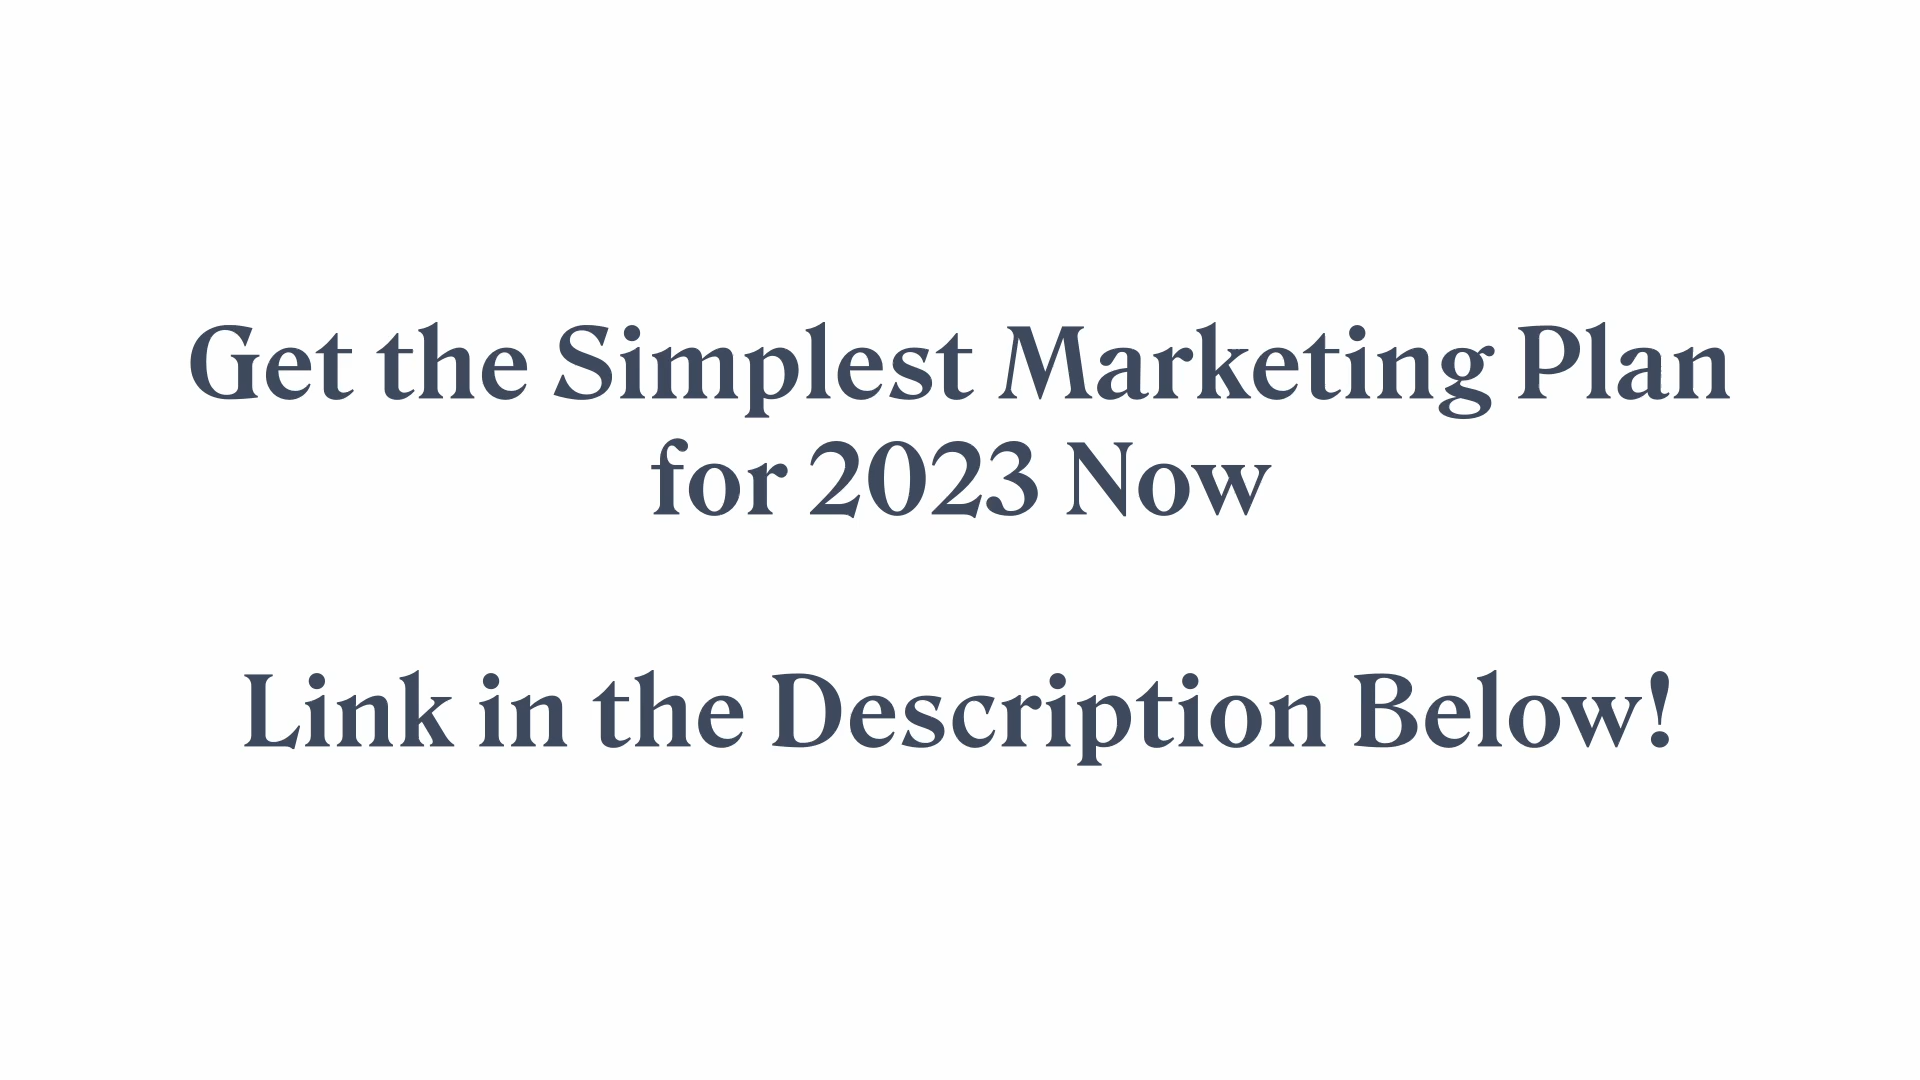 Get the Simplest Marketing Plan
for 2023 Now
Link in the Description Below!